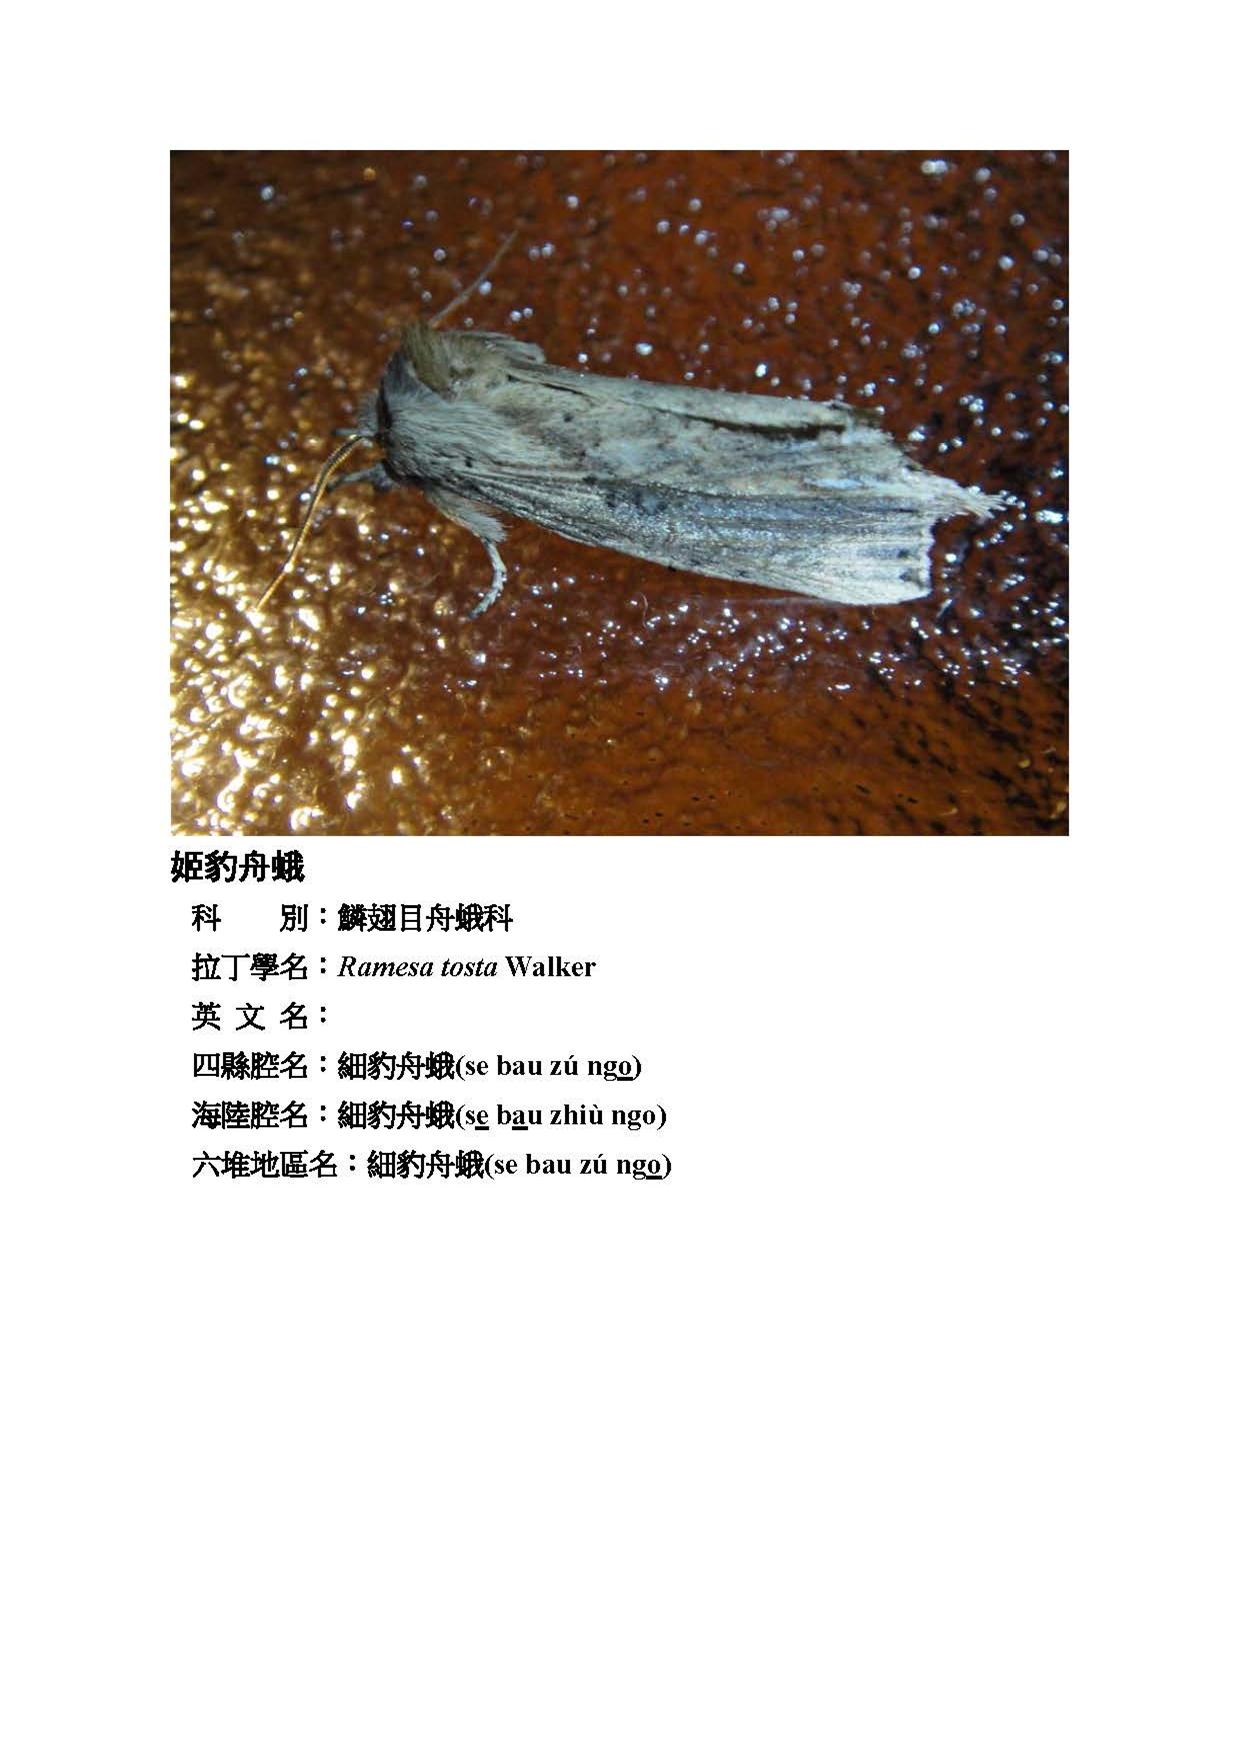 姬豹舟蛾
科　　別：鱗翅目舟蛾科
拉丁學名：Ramesa tosta Walker
英 文 名：
四縣腔名：細豹舟蛾(se bau zú ngo̲)
海陸腔名：細豹舟蛾(se̲ ba̲u zhiù ngo)
六堆地區名：細豹舟蛾(se bau zú ngo̲)